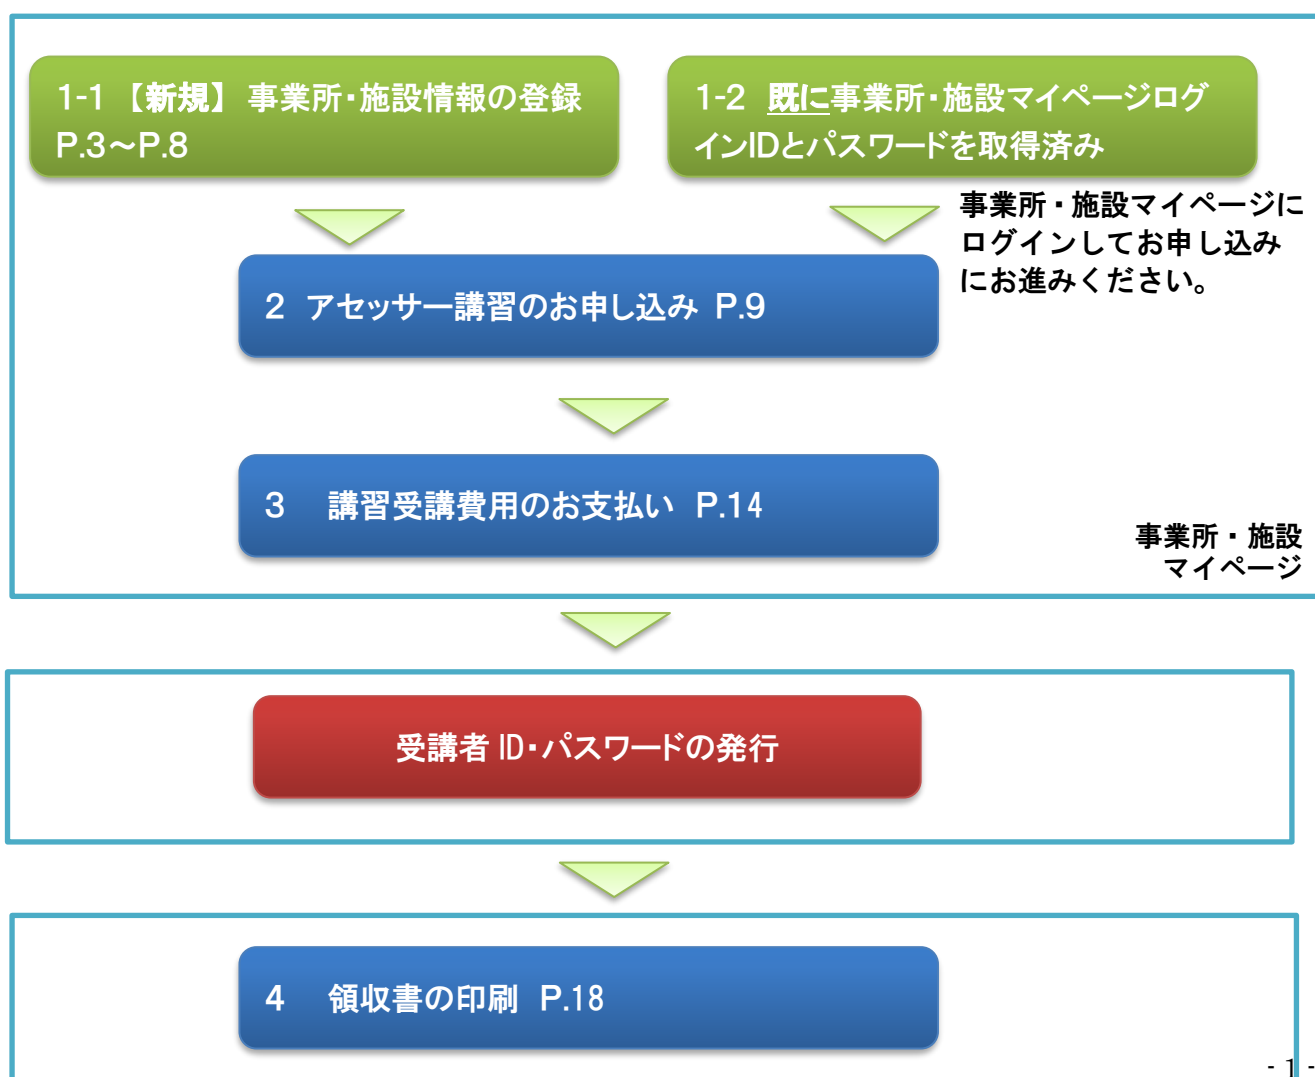 1-1 【新規】 事業所・施設情報の登録
P.3～P.8
1-2 既に事業所・施設マイページログ
インIDとパスワードを取得済み
事業所・施設マイページに
ログインしてお申し込み
にお進みください。
2 アセッサー講習のお申し込み P.9
3 講習受講費用のお支払い P.14
事業所・施設
マイページ
受講者 ID・パスワードの発行
4 領収書の印刷 P.18
- 1 -